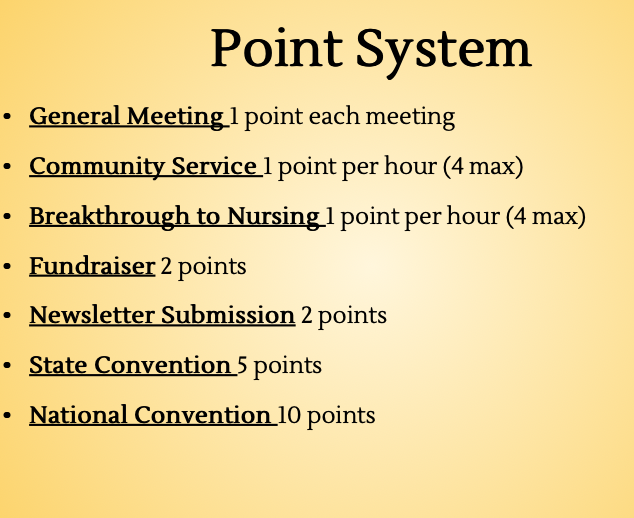 Point System
• General Meeting 1 point each meeting
• Community Service 1 point per hour (4 max)
• Breakthrough to Nursing 1 point per hour (4 max)
• Fundraiser 2 points
• Newsletter Submission 2 points
• State Convention 5 points
• National Convention 10 points